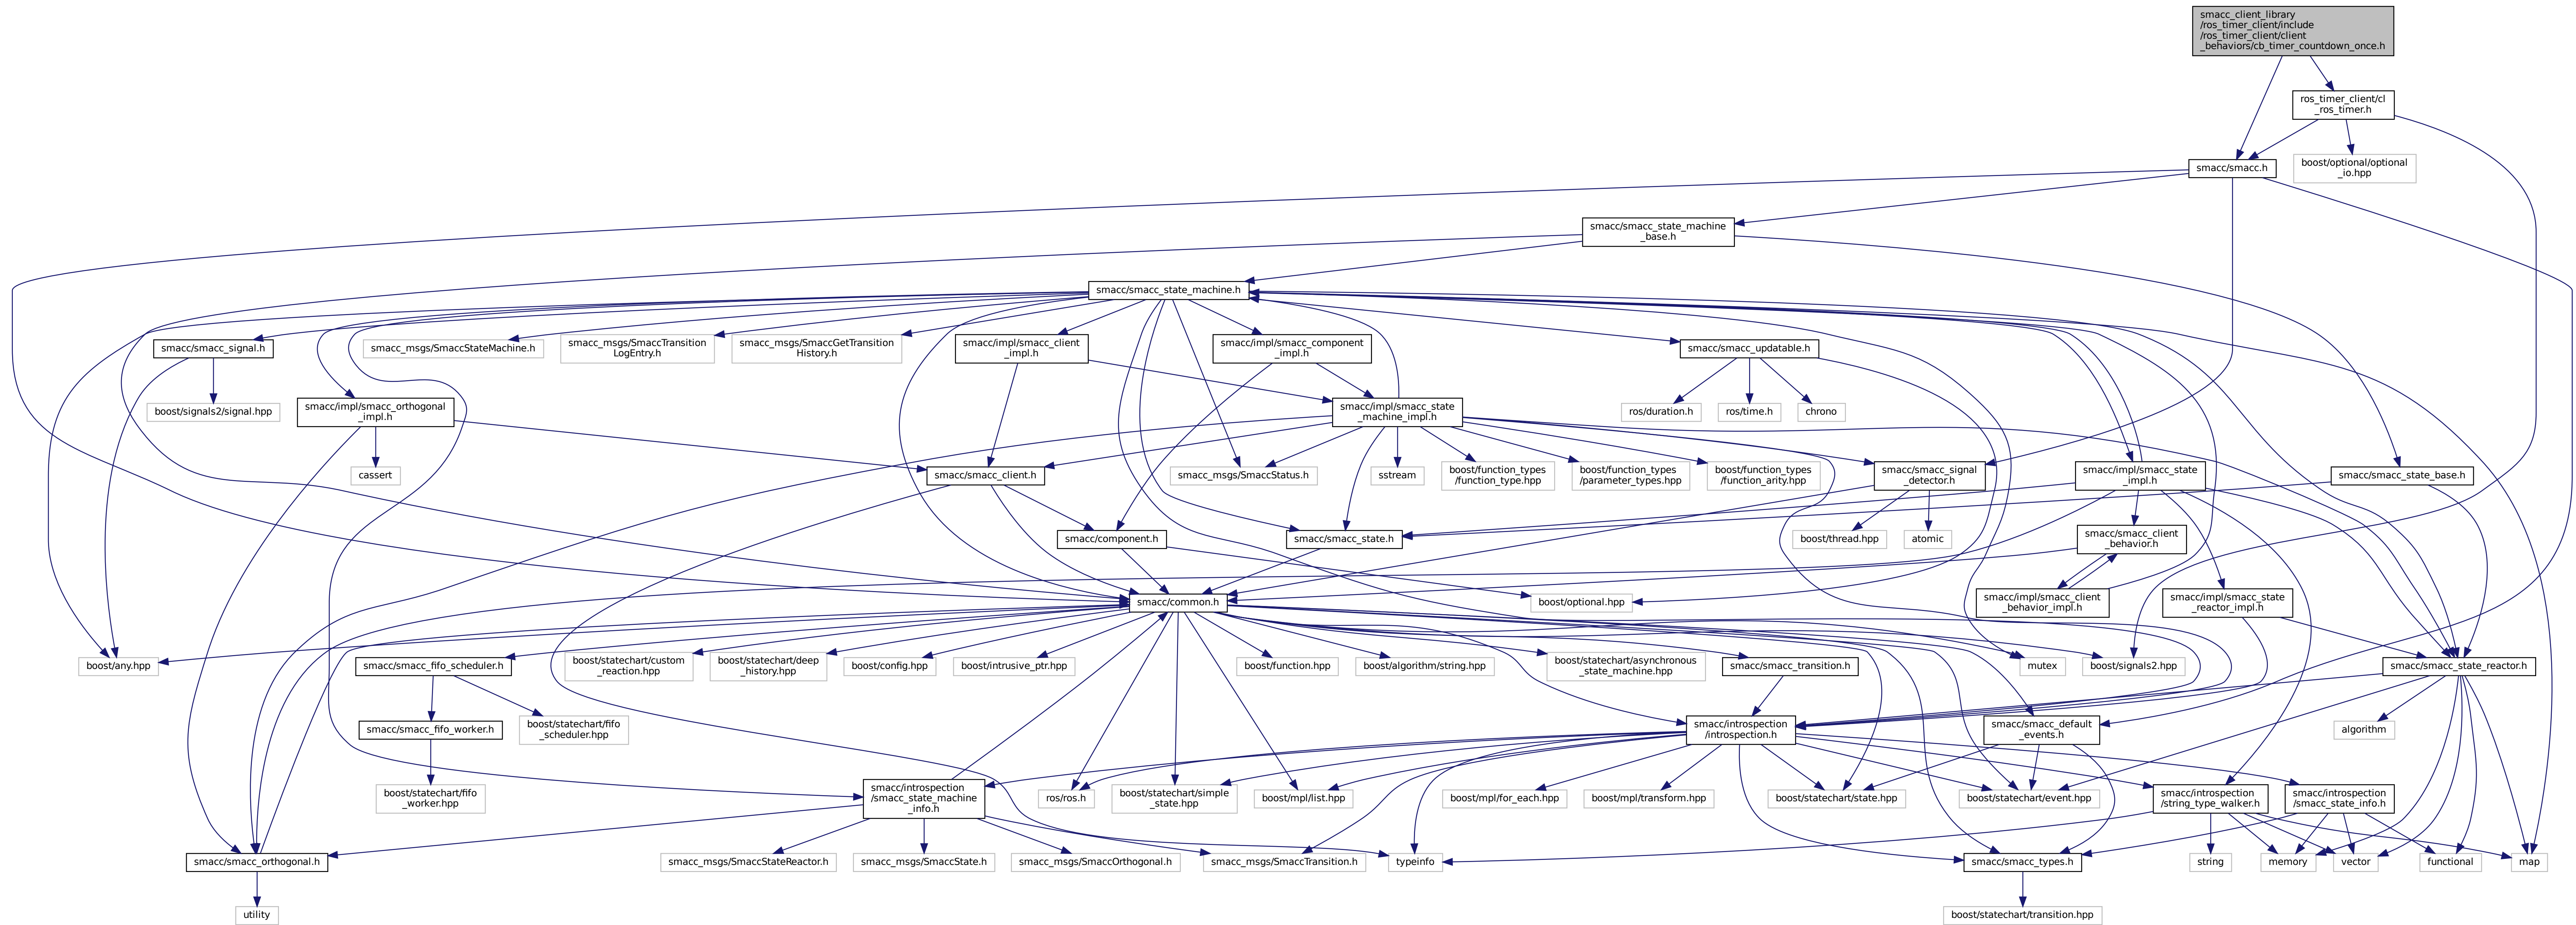 smacc_client_library
/ros_timer_client/include
/ros_timer_client/client
_behaviors/cb_timer_countdown_once.h
ros_timer_client/cl
_ros_timer.h
smacc/smacc.h
boost/optional/optional
_io.hpp
smacc/smacc_state_machine
_base.h
smacc/smacc_state_machine.h
smacc/smacc_signal.h
smacc_msgs/SmaccStateMachine.h
smacc_msgs/SmaccTransition
LogEntry.h
smacc_msgs/SmaccGetTransition
History.h
smacc/impl/smacc_client
_impl.h
smacc/impl/smacc_component
_impl.h
smacc/smacc_updatable.h
boost/signals2/signal.hpp
smacc/impl/smacc_orthogonal
_impl.h
smacc/impl/smacc_state
_machine_impl.h
ros/duration.h
ros/time.h
chrono
cassert
smacc/smacc_client.h
smacc_msgs/SmaccStatus.h
sstream
boost/function_types
/function_type.hpp
boost/function_types
/parameter_types.hpp
boost/function_types
/function_arity.hpp
smacc/smacc_signal
_detector.h
smacc/impl/smacc_state
_impl.h
smacc/smacc_state_base.h
smacc/component.h
smacc/smacc_state.h
boost/thread.hpp
atomic
smacc/smacc_client
_behavior.h
smacc/common.h
boost/optional.hpp
smacc/impl/smacc_client
_behavior_impl.h
smacc/impl/smacc_state
_reactor_impl.h
boost/any.hpp
smacc/smacc_fifo_scheduler.h
boost/statechart/custom
_reaction.hpp
boost/statechart/deep
_history.hpp
boost/config.hpp
boost/intrusive_ptr.hpp
boost/function.hpp
boost/algorithm/string.hpp
boost/statechart/asynchronous
_state_machine.hpp
smacc/smacc_transition.h
mutex
boost/signals2.hpp
smacc/smacc_state_reactor.h
smacc/smacc_fifo_worker.h
boost/statechart/fifo
_scheduler.hpp
smacc/introspection
/introspection.h
smacc/smacc_default
_events.h
algorithm
boost/statechart/fifo
_worker.hpp
smacc/introspection
/smacc_state_machine
_info.h
ros/ros.h
boost/statechart/simple
_state.hpp
boost/mpl/list.hpp
boost/mpl/for_each.hpp
boost/mpl/transform.hpp
boost/statechart/state.hpp
boost/statechart/event.hpp
smacc/introspection
/string_type_walker.h
smacc/introspection
/smacc_state_info.h
smacc/smacc_orthogonal.h
smacc_msgs/SmaccStateReactor.h
smacc_msgs/SmaccState.h
smacc_msgs/SmaccOrthogonal.h
smacc_msgs/SmaccTransition.h
typeinfo
smacc/smacc_types.h
string
memory
vector
functional
map
utility
boost/statechart/transition.hpp